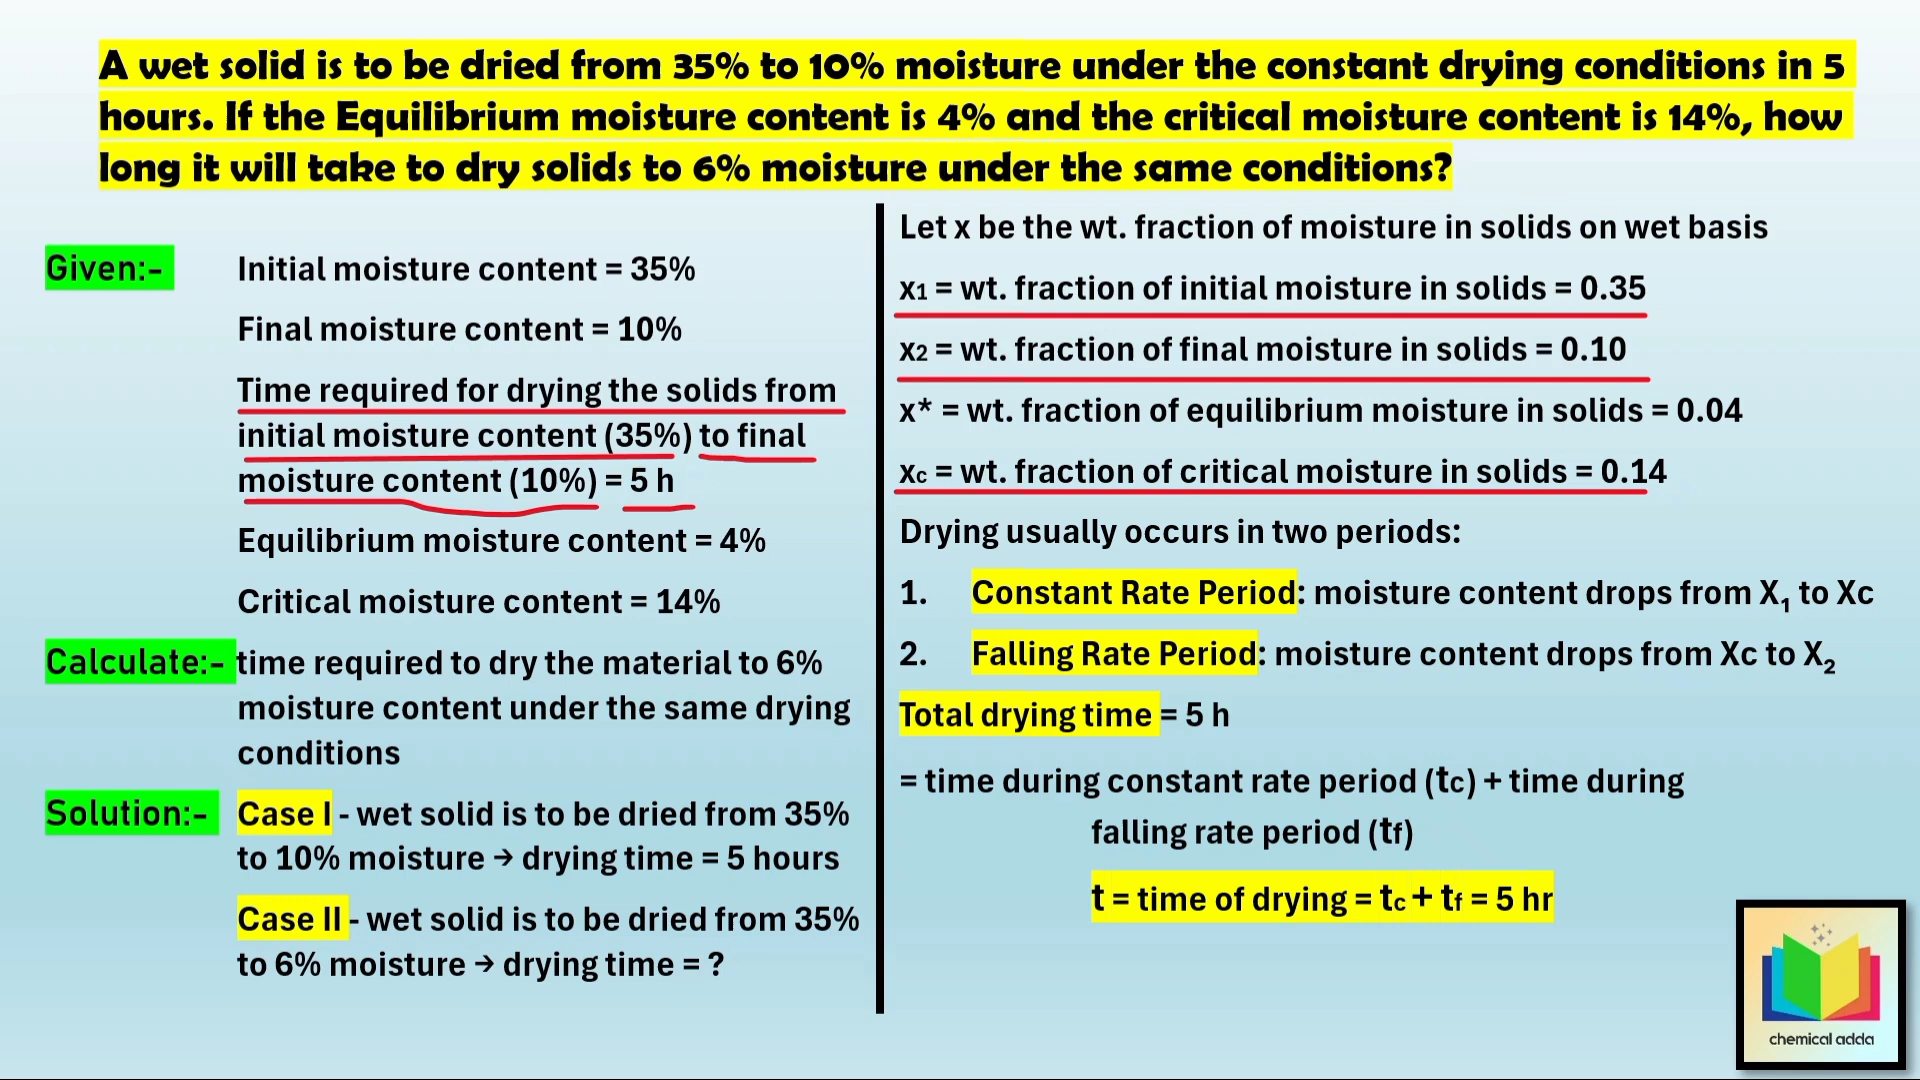 A wet solid is to be dried from 35% to 10% moisture under the constant drying conditions in 5
hours. If the Equilibrium moisture content is 4% and the critical moisture content is 14%, how
long it will take to dry solids to 6% moisture under the same conditions?
Given:- Initial moisture content = 35%
Final moisture content = 10%
Time required for drying the solids from
initial moisture content (35%) to final
moisture content (10%) = 5 h
Equilibrium moisture content = 4%
Critical moisture content = 14%
Calculate:- time required to dry the material to 6%
moisture content under the same drying
conditions
Solution:- Case I - wet solid is to be dried from 35%
to 10% moisture → drying time = 5 hours
Case II - wet solid is to be dried from 35%
to 6% moisture → drying time = ?
Let x be the wt. fraction of moisture in solids on wet basis
x1 = wt. fraction of initial moisture in solids = 0.35
x2 = wt. fraction of final moisture in solids = 0.10
x* = wt. fraction of equilibrium moisture in solids = 0.04
xc = wt. fraction of critical moisture in solids = 0.14
Drying usually occurs in two periods:
1. Constant Rate Period: moisture content drops from X₁ to Xc
2. Falling Rate Period: moisture content drops from Xc to X₂
Total drying time = 5 h
= time during constant rate period (tc) + time during
falling rate period (tf)
t = time of drying = tc + tf = 5 hr
chemical adda